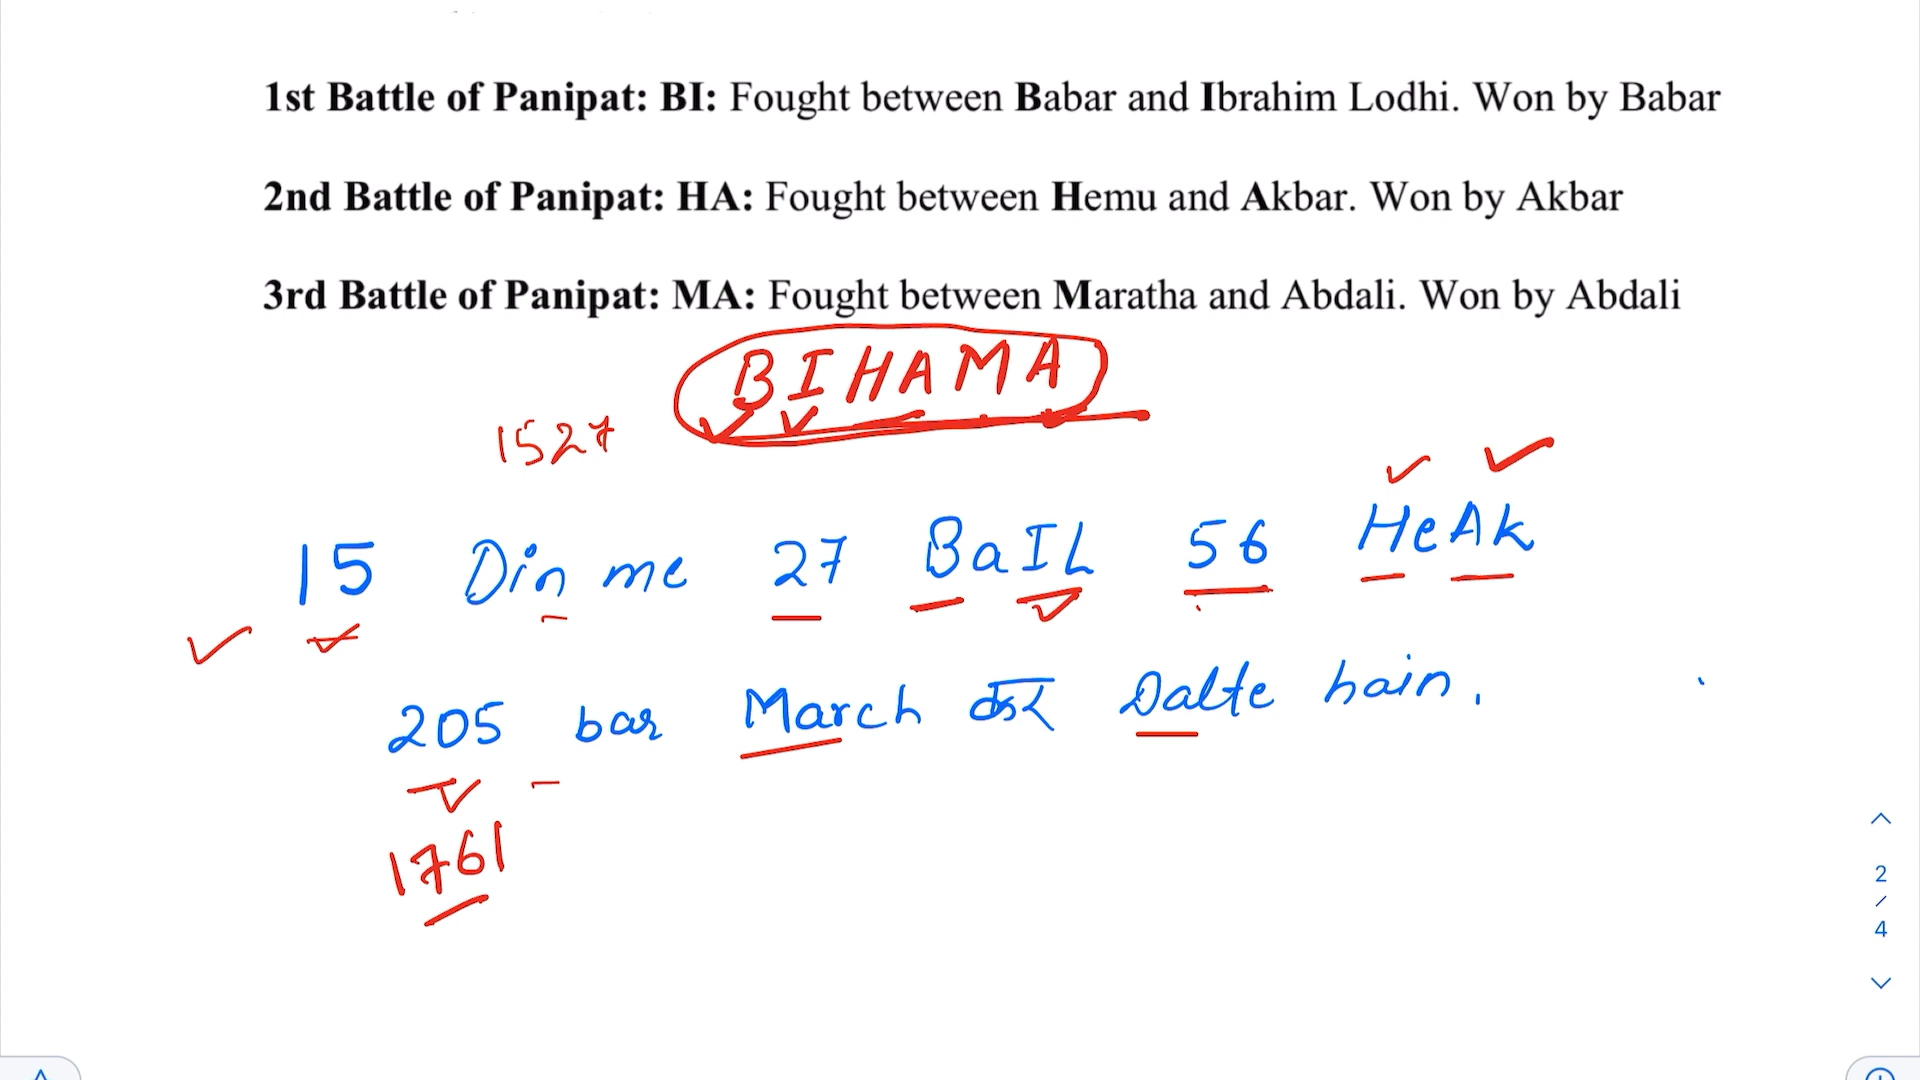 1st Battle of Panipat: BI: Fought between Babar and Ibrahim Lodhi. Won by Babar
2nd Battle of Panipat: HA: Fought between Hemu and Akbar. Won by Akbar
3rd Battle of Panipat: MA: Fought between Maratha and Abdali. Won by Abdali
BIHAMA
1527
15 Din me 27 BaIL 56 HeAk
205 bar March कर Dalte hain.
1761
2
/
4